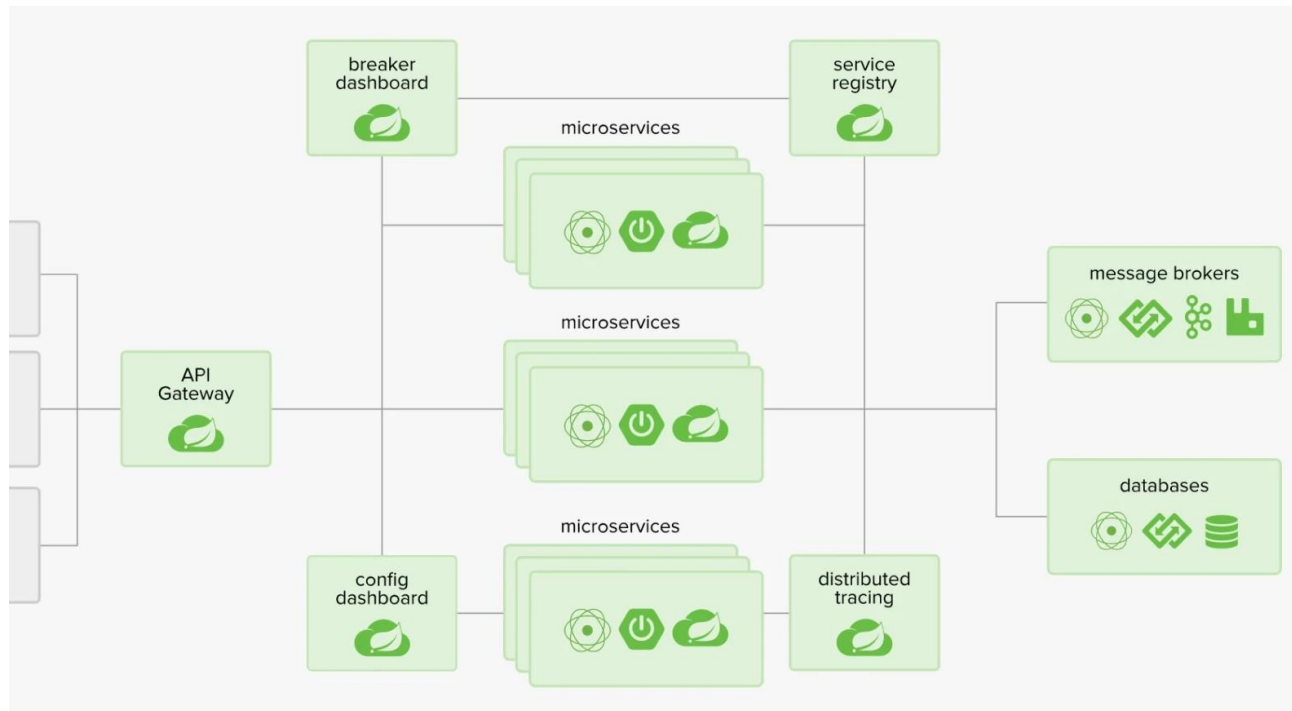 breaker
dashboard
service
registry
microservices
microservices
message brokers
API
Gateway
databases
microservices
config
dashboard
distributed
tracing